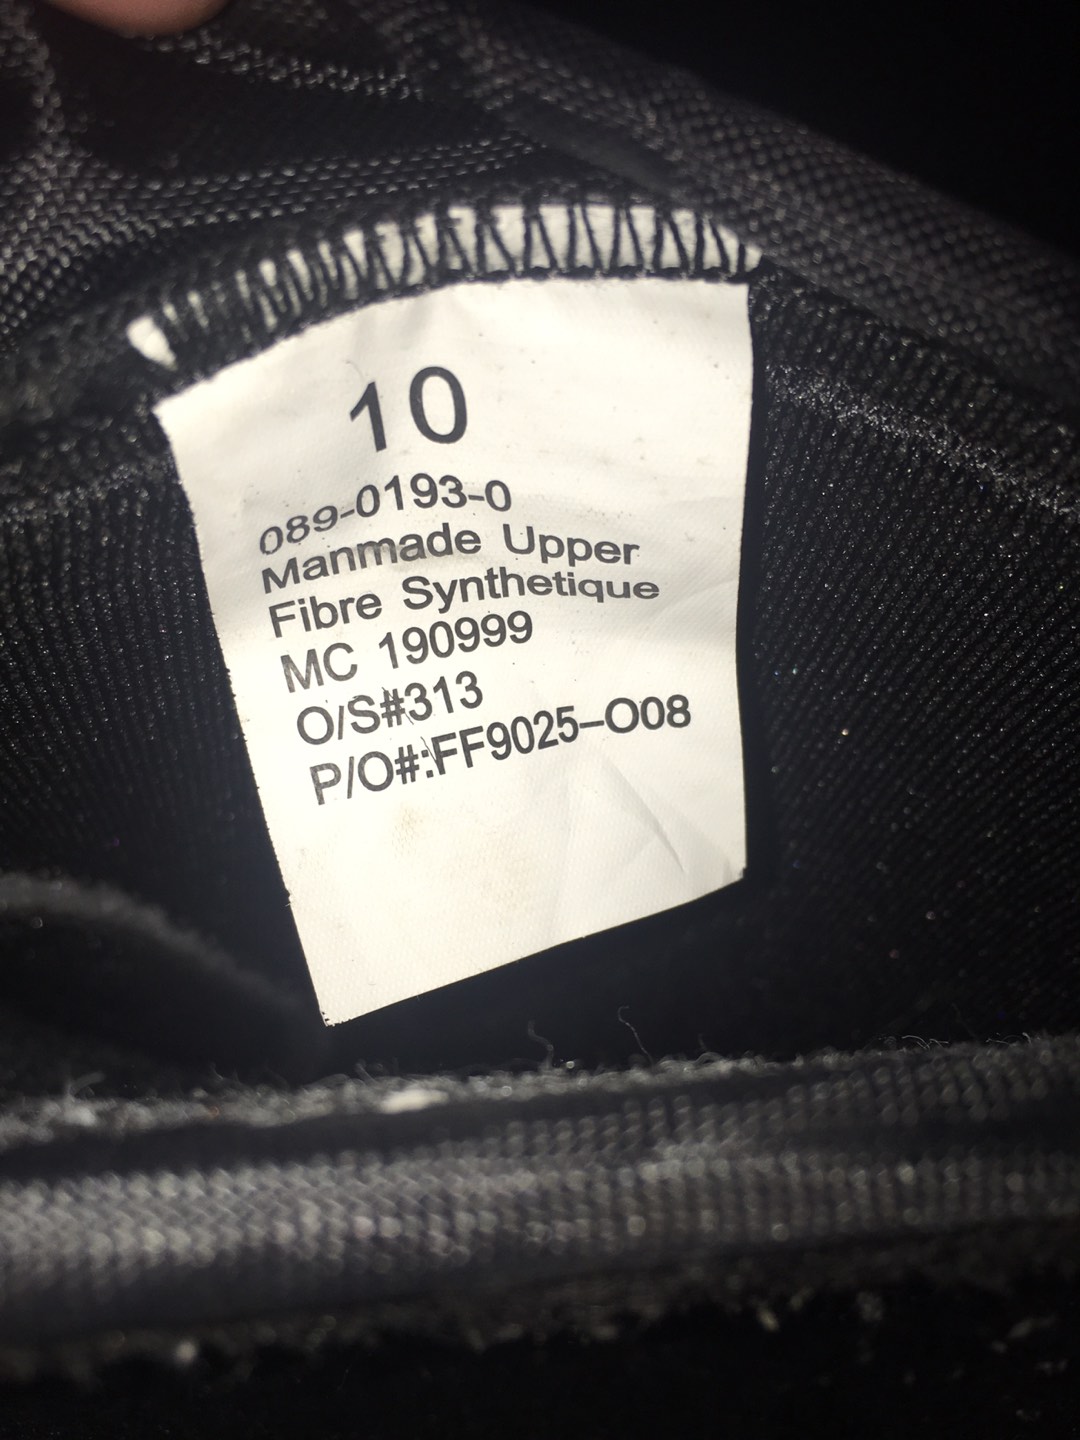 10
089-0193-0
Manmade Upper
Fibre Synthetique
MC 190999
O/S#313
P/O#:FF9025-O08